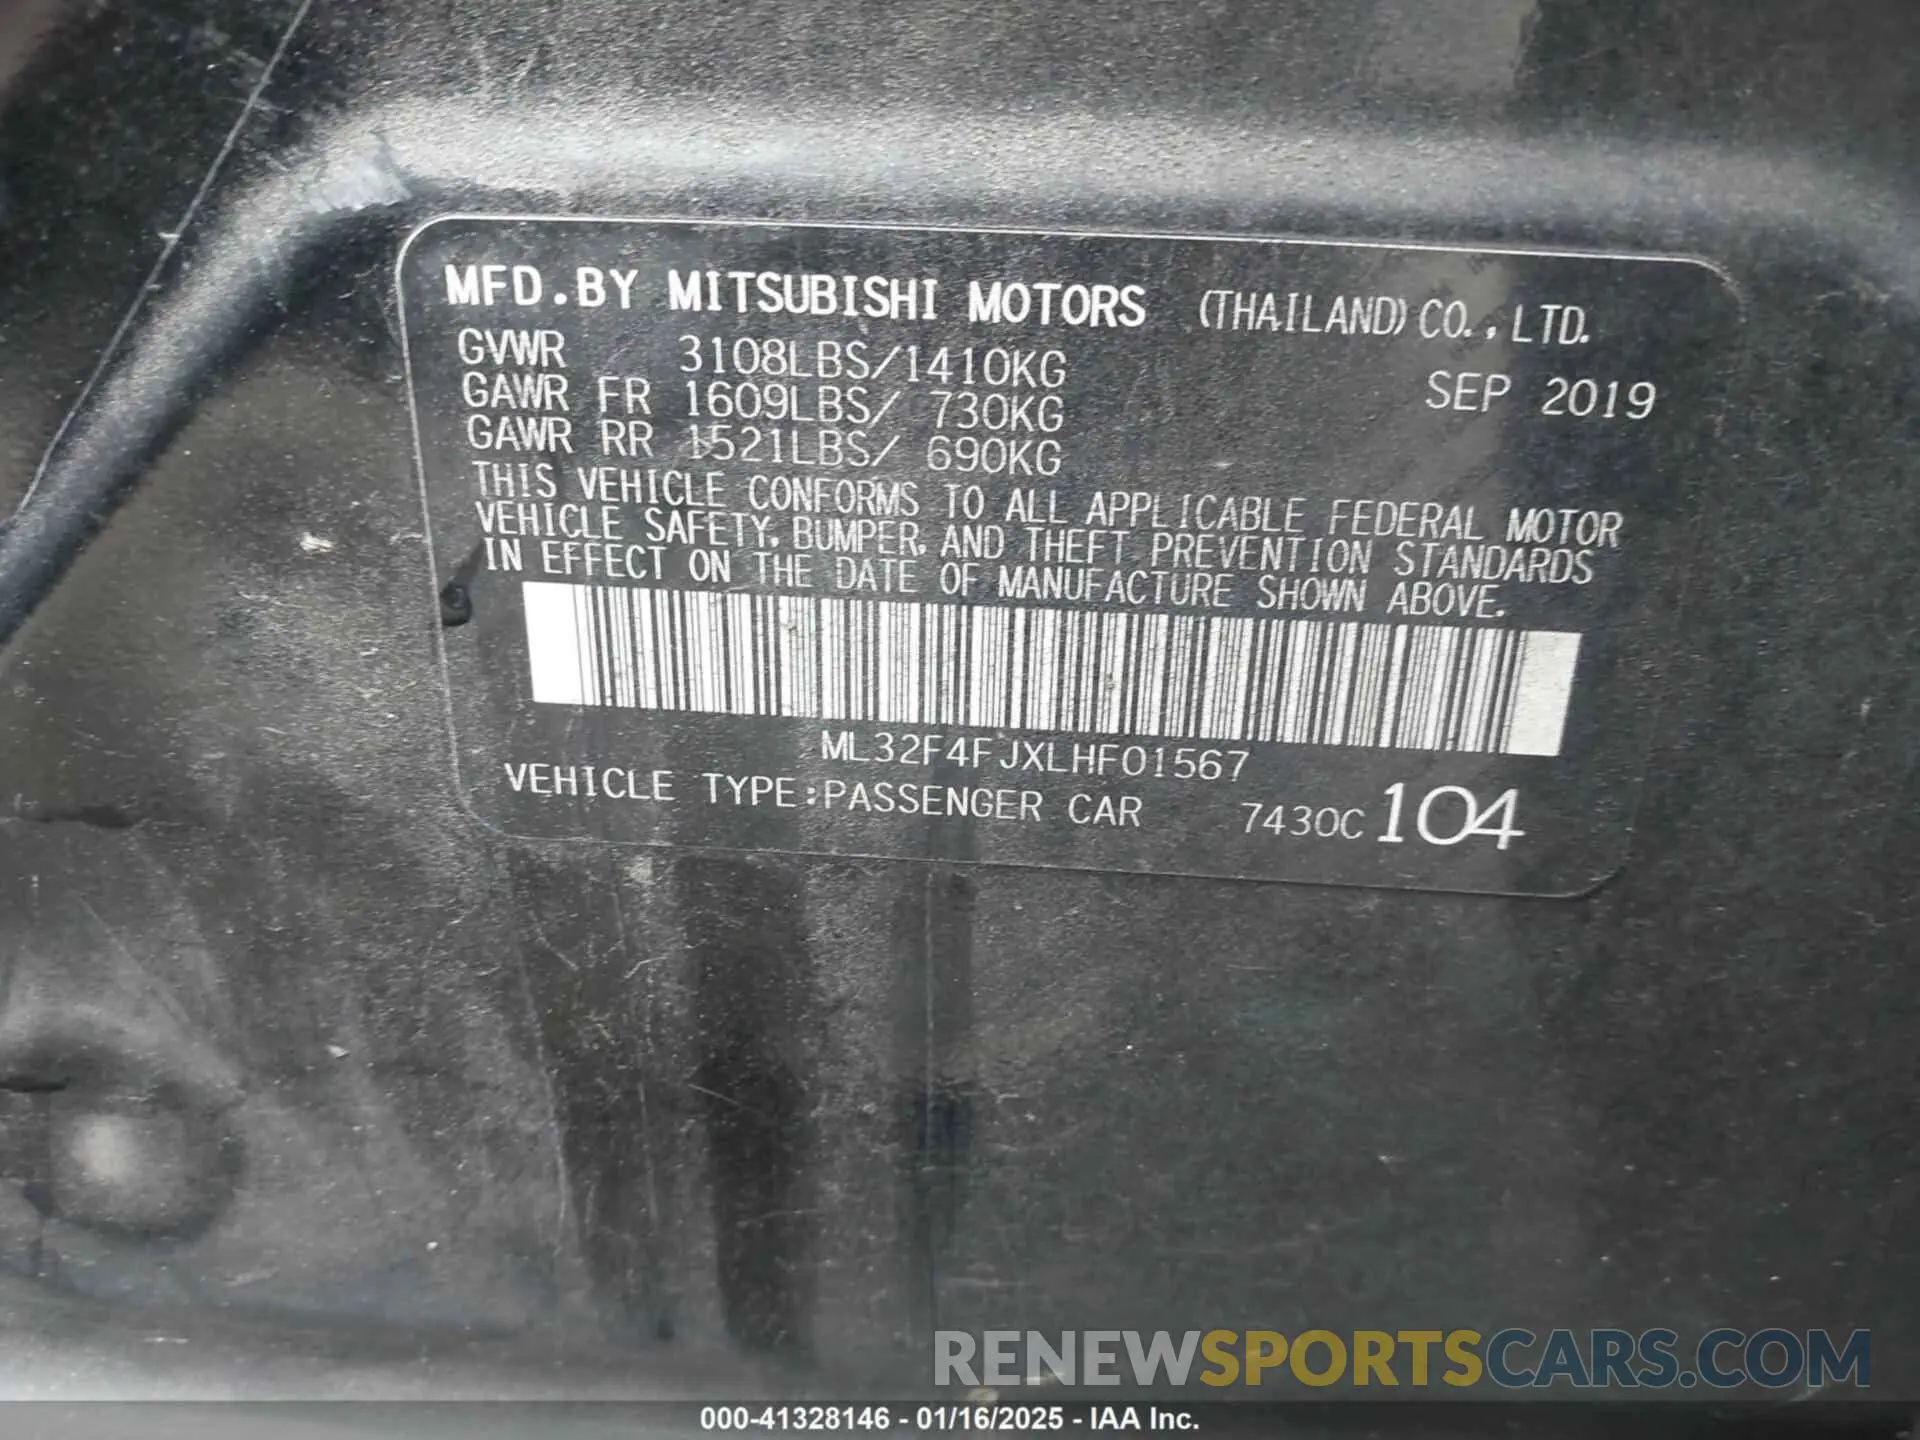 MFD.BY MITSUBISHI MOTORS (THAILAND) CO., LTD.
GVWR 3108LBS/1410KG
SEP 2019
GAWR FR 1609LBS/ 730KG
GAWR RR 1521LBS/ 690KG
THIS VEHICLE CONFORMS TO ALL APPLICABLE FEDERAL MOTOR
VEHICLE SAFETY, BUMPER, AND THEFT PREVENTION STANDARDS
IN EFFECT ON THE DATE OF MANUFACTURE SHOWN ABOVE.
ML32F4FJXLHF01567
VEHICLE TYPE:PASSENGER CAR 7430C 104
RENEWSPORTSCARS.COM
000-41328146 - 01/16/2025 - IAA Inc.